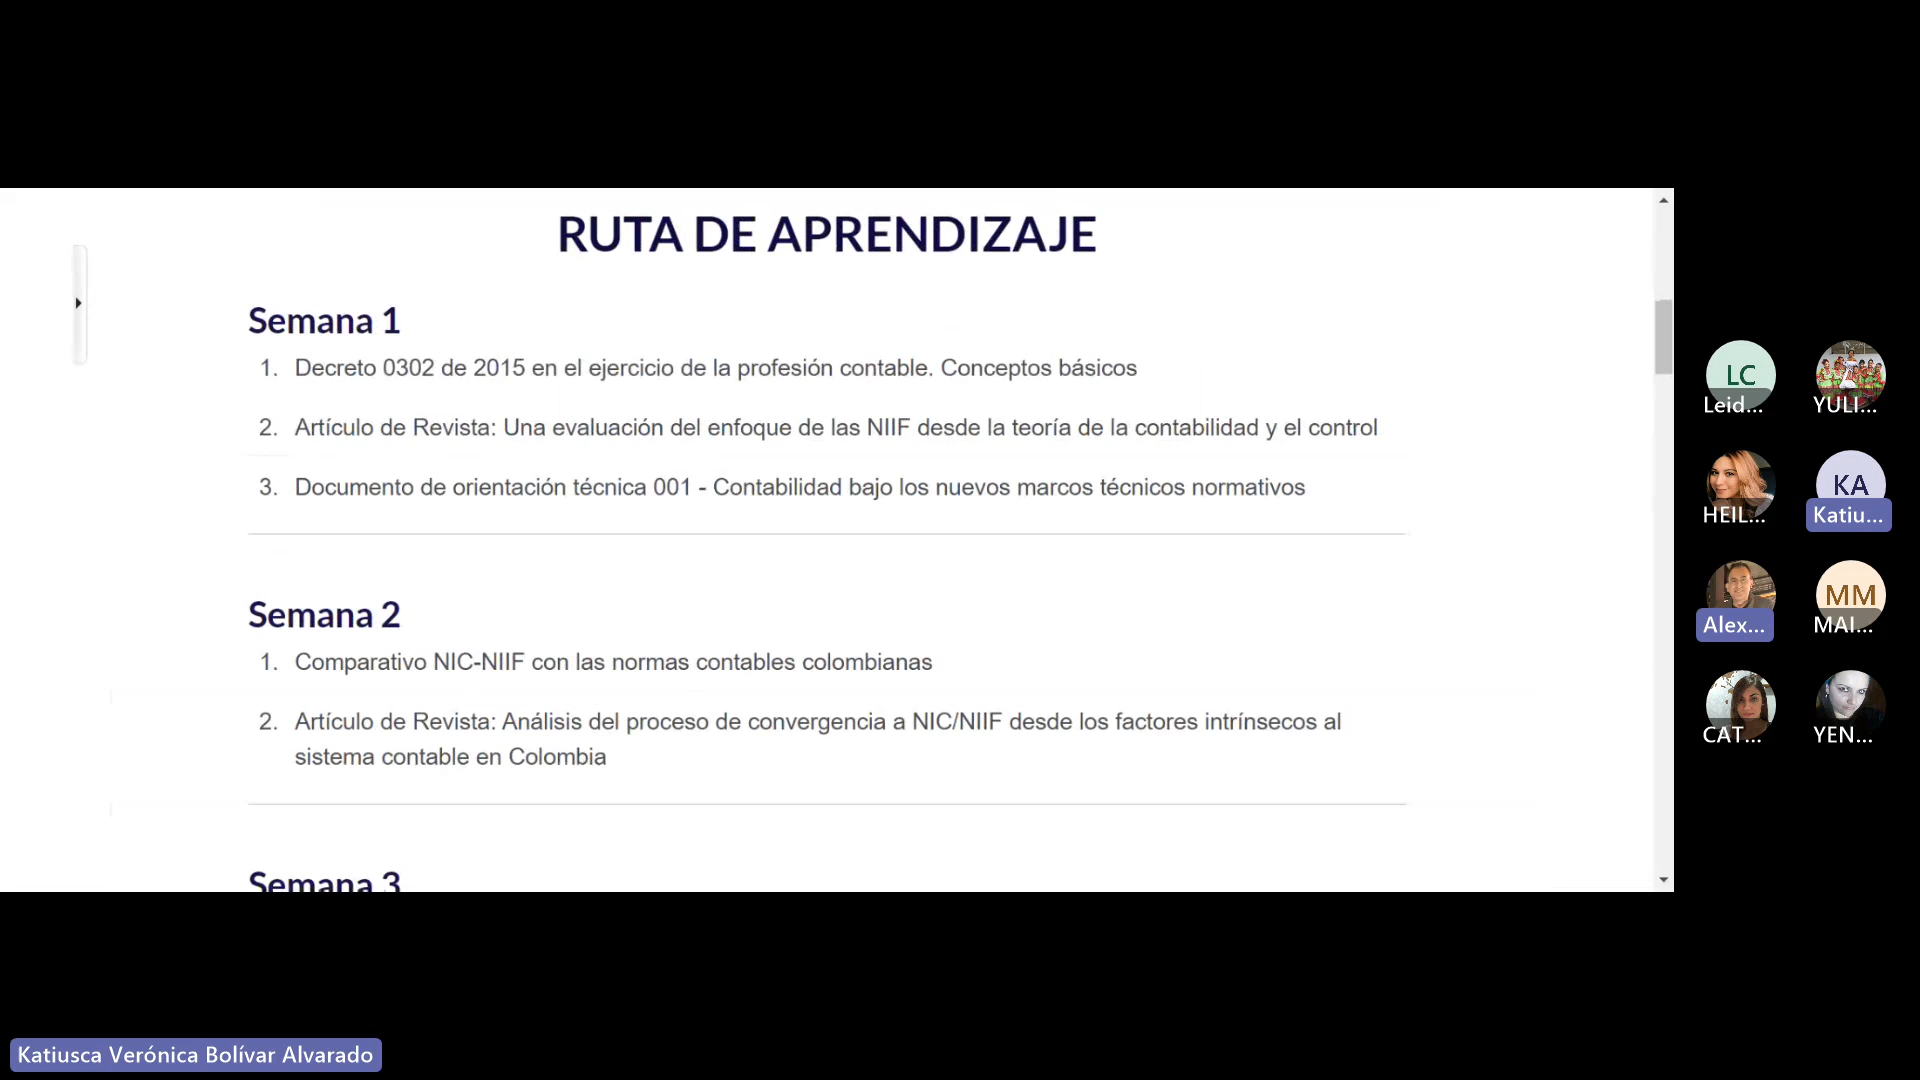 RUTA DE APRENDIZAJE
Semana 1
1. Decreto 0302 de 2015 en el ejercicio de la profesión contable. Conceptos básicos
2. Artículo de Revista: Una evaluación del enfoque de las NIIF desde la teoría de la contabilidad y el control
3. Documento de orientación técnica 001 - Contabilidad bajo los nuevos marcos técnicos normativos
Semana 2
1. Comparativo NIC-NIIF con las normas contables colombianas
2. Artículo de Revista: Análisis del proceso de convergencia a NIC/NIIF desde los factores intrínsecos al
sistema contable en Colombia
Semana 3
LC
Leid...
YULI...
HEIL...
KA
Katiu...
Alex...
MM
MAI...
CAT...
YEN...
Katiusca Verónica Bolívar Alvarado